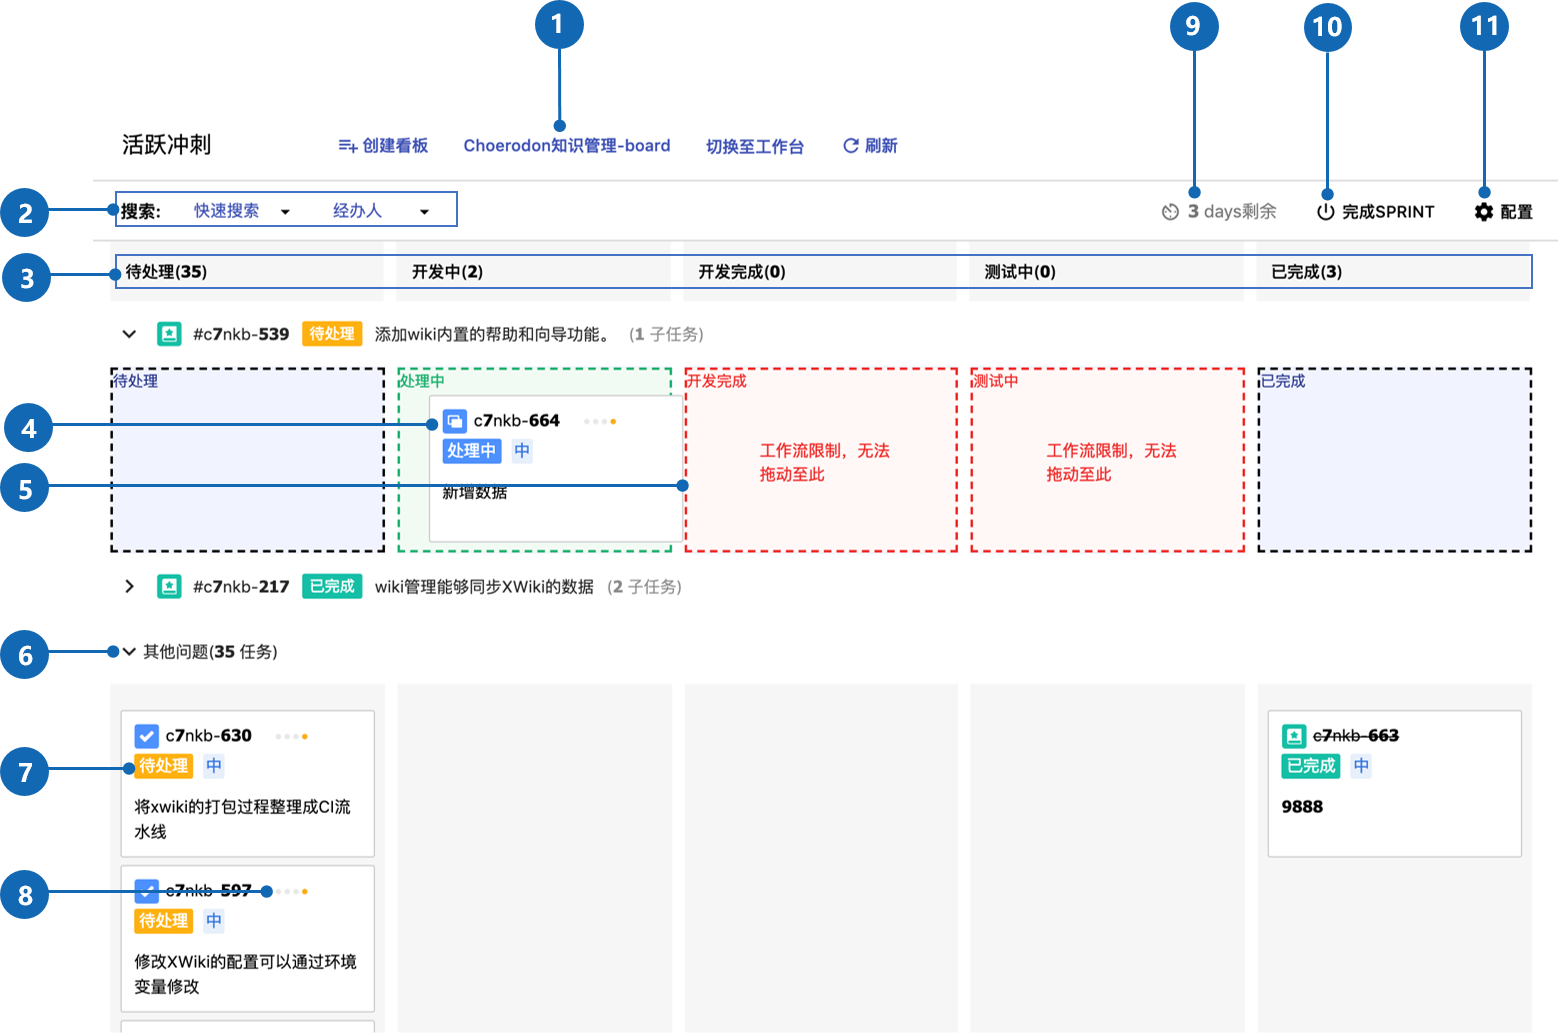 1
9
10
11
活跃冲刺
创建看板
Choerodon知识管理-board
切换至工作台
刷新
2
搜索:
快速搜索
经办人
3 days剩余
完成SPRINT
配置
3
待处理(35)
开发中(2)
开发完成(0)
测试中(0)
已完成(3)
#c7nkb-539
待处理
添加wiki内置的帮助和向导功能。
(1 子任务)
待处理
处理中
开发完成
测试中
已完成
4
c7nkb-664
处理中
中
新增数据
工作流限制，无法
拖动至此
工作流限制，无法
拖动至此
5
#c7nkb-217
已完成
wiki管理能够同步XWiki的数据
(2 子任务)
6
其他问题(35 任务)
7
c7nkb-630
待处理
中
将xwiki的打包过程整理成CI流
水线
c7nkb-663
已完成
中
9888
8
c7nkb-597
待处理
中
修改XWiki的配置可以通过环境
变量修改